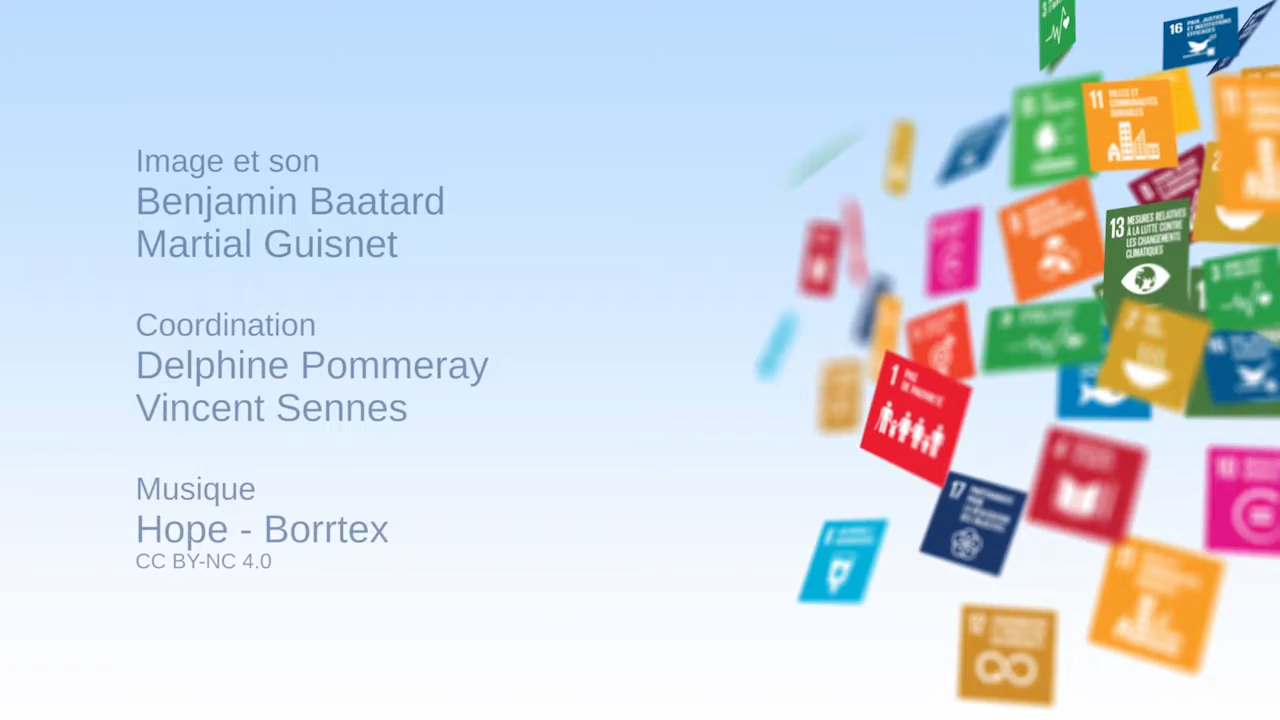 Image et son
Benjamin Baatard
Martial Guisnet
Coordination
Delphine Pommeray
Vincent Sennes
Musique
Hope - Borrtex
CC BY-NC 4.0
3
16 PAIX, JUSTICE
ET INSTITUTIONS
EFFICACES
11 VILLES ET
COMMUNAUTÉS
DURABLES
13 MESURES RELATIVES
À LA LUTTE CONTRE
LES CHANGEMENTS
CLIMATIQUES
1 PAS
DE PAUVRETÉ
17